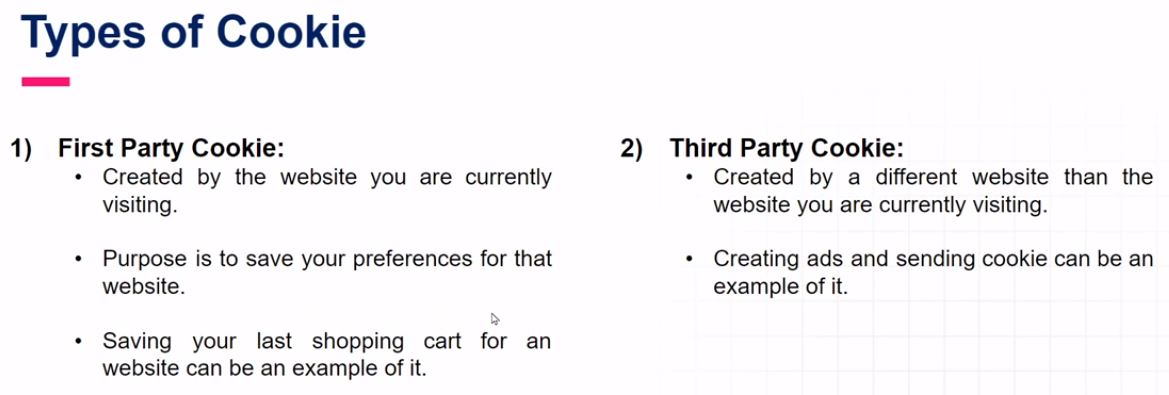 Types of Cookie
1) First Party Cookie:
• Created by the website you are currently
visiting.
• Purpose is to save your preferences for that
website.
• Saving your last shopping cart for an
website can be an example of it.
2) Third Party Cookie:
• Created by a different website than the
website you are currently visiting.
• Creating ads and sending cookie can be an
example of it.